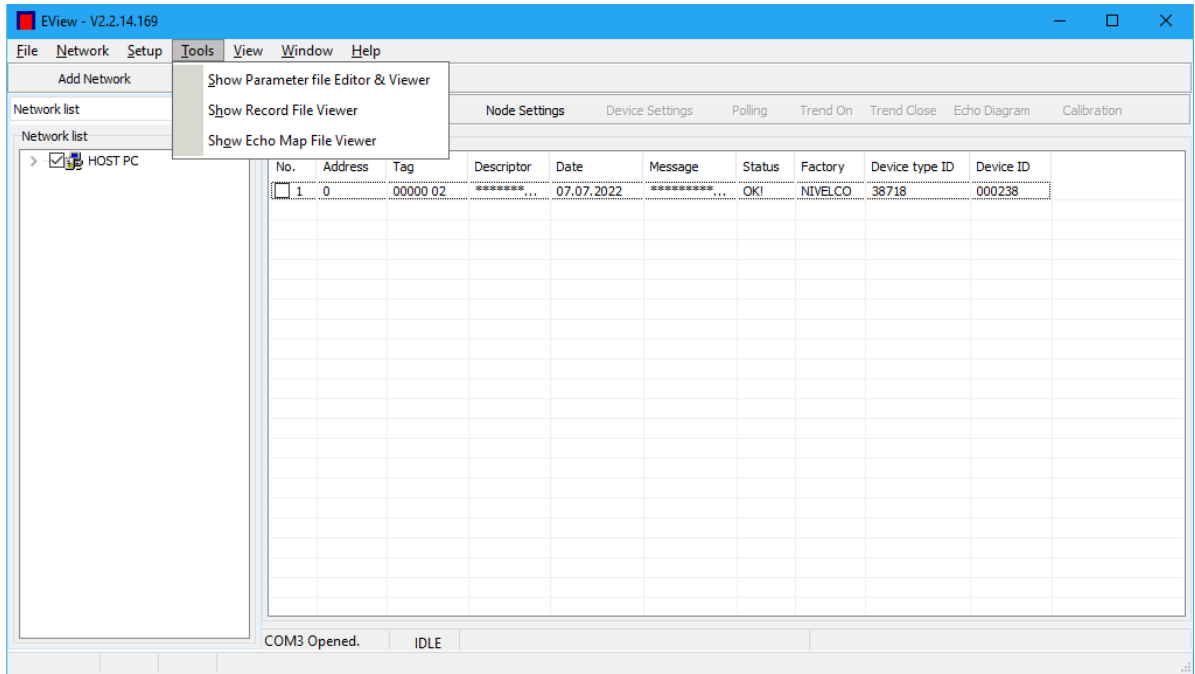 EView - V2.2.14.169
File Network Setup Tools View Window Help
Add Network
Show Parameter file Editor & Viewer
Show Record File Viewer
Show Echo Map File Viewer
Network list
Node Settings Device Settings Polling Trend On Trend Close Echo Diagram Calibration
Network list
HOST PC
No. Address Tag Descriptor Date Message Status Factory Device type ID Device ID
1 0 00000 02 *******... 07.07.2022 *********... OK! NIVELCO 38718 000238
COM3 Opened. IDLE